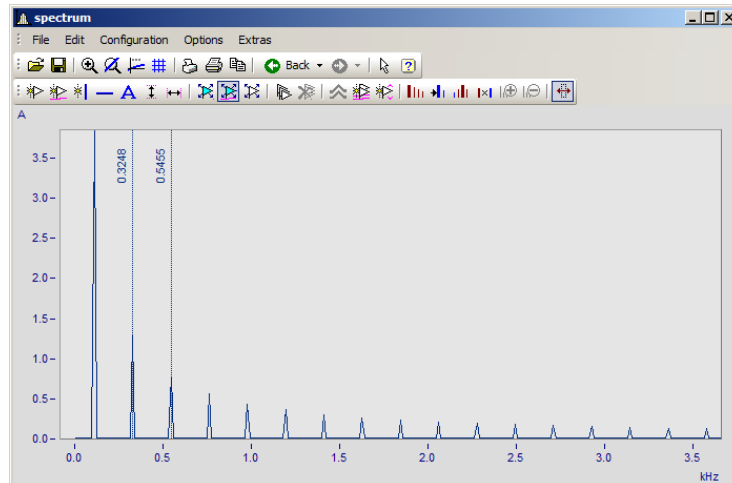 spectrum
File Edit Configuration Options Extras
Back
A
A
3.5
3.0
2.5
2.0
1.5
1.0
0.5
0.0
0.3248
0.5455
0.0 0.5 1.0 1.5 2.0 2.5 3.0 3.5
kHz